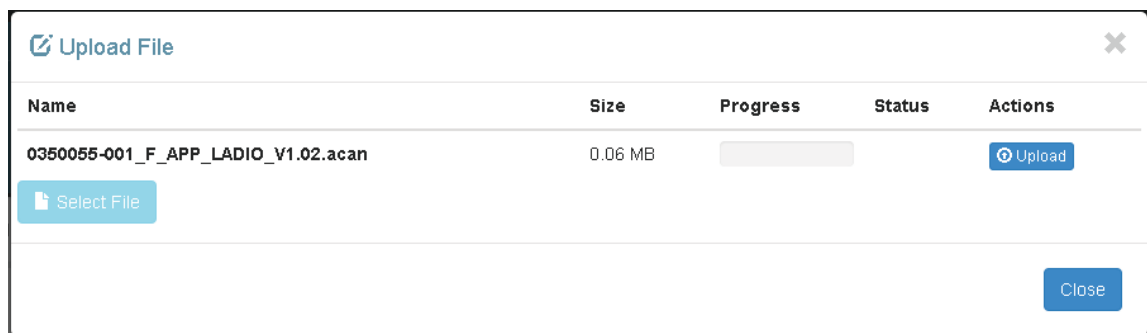 Upload File
Name Size Progress Status Actions
0350055-001_F_APP_LADIO_V1.02.acan 0.06 MB Upload
Select File
Close